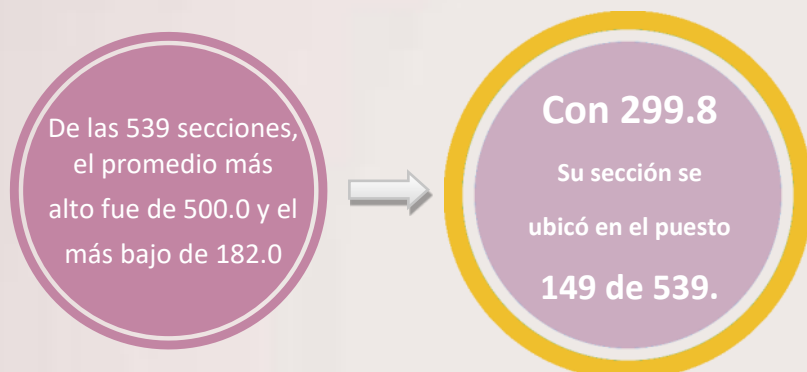 De las 539 secciones,
el promedio más
alto fue de 500.0 y el
más bajo de 182.0
Con 299.8
Su sección se
ubicó en el puesto
149 de 539.